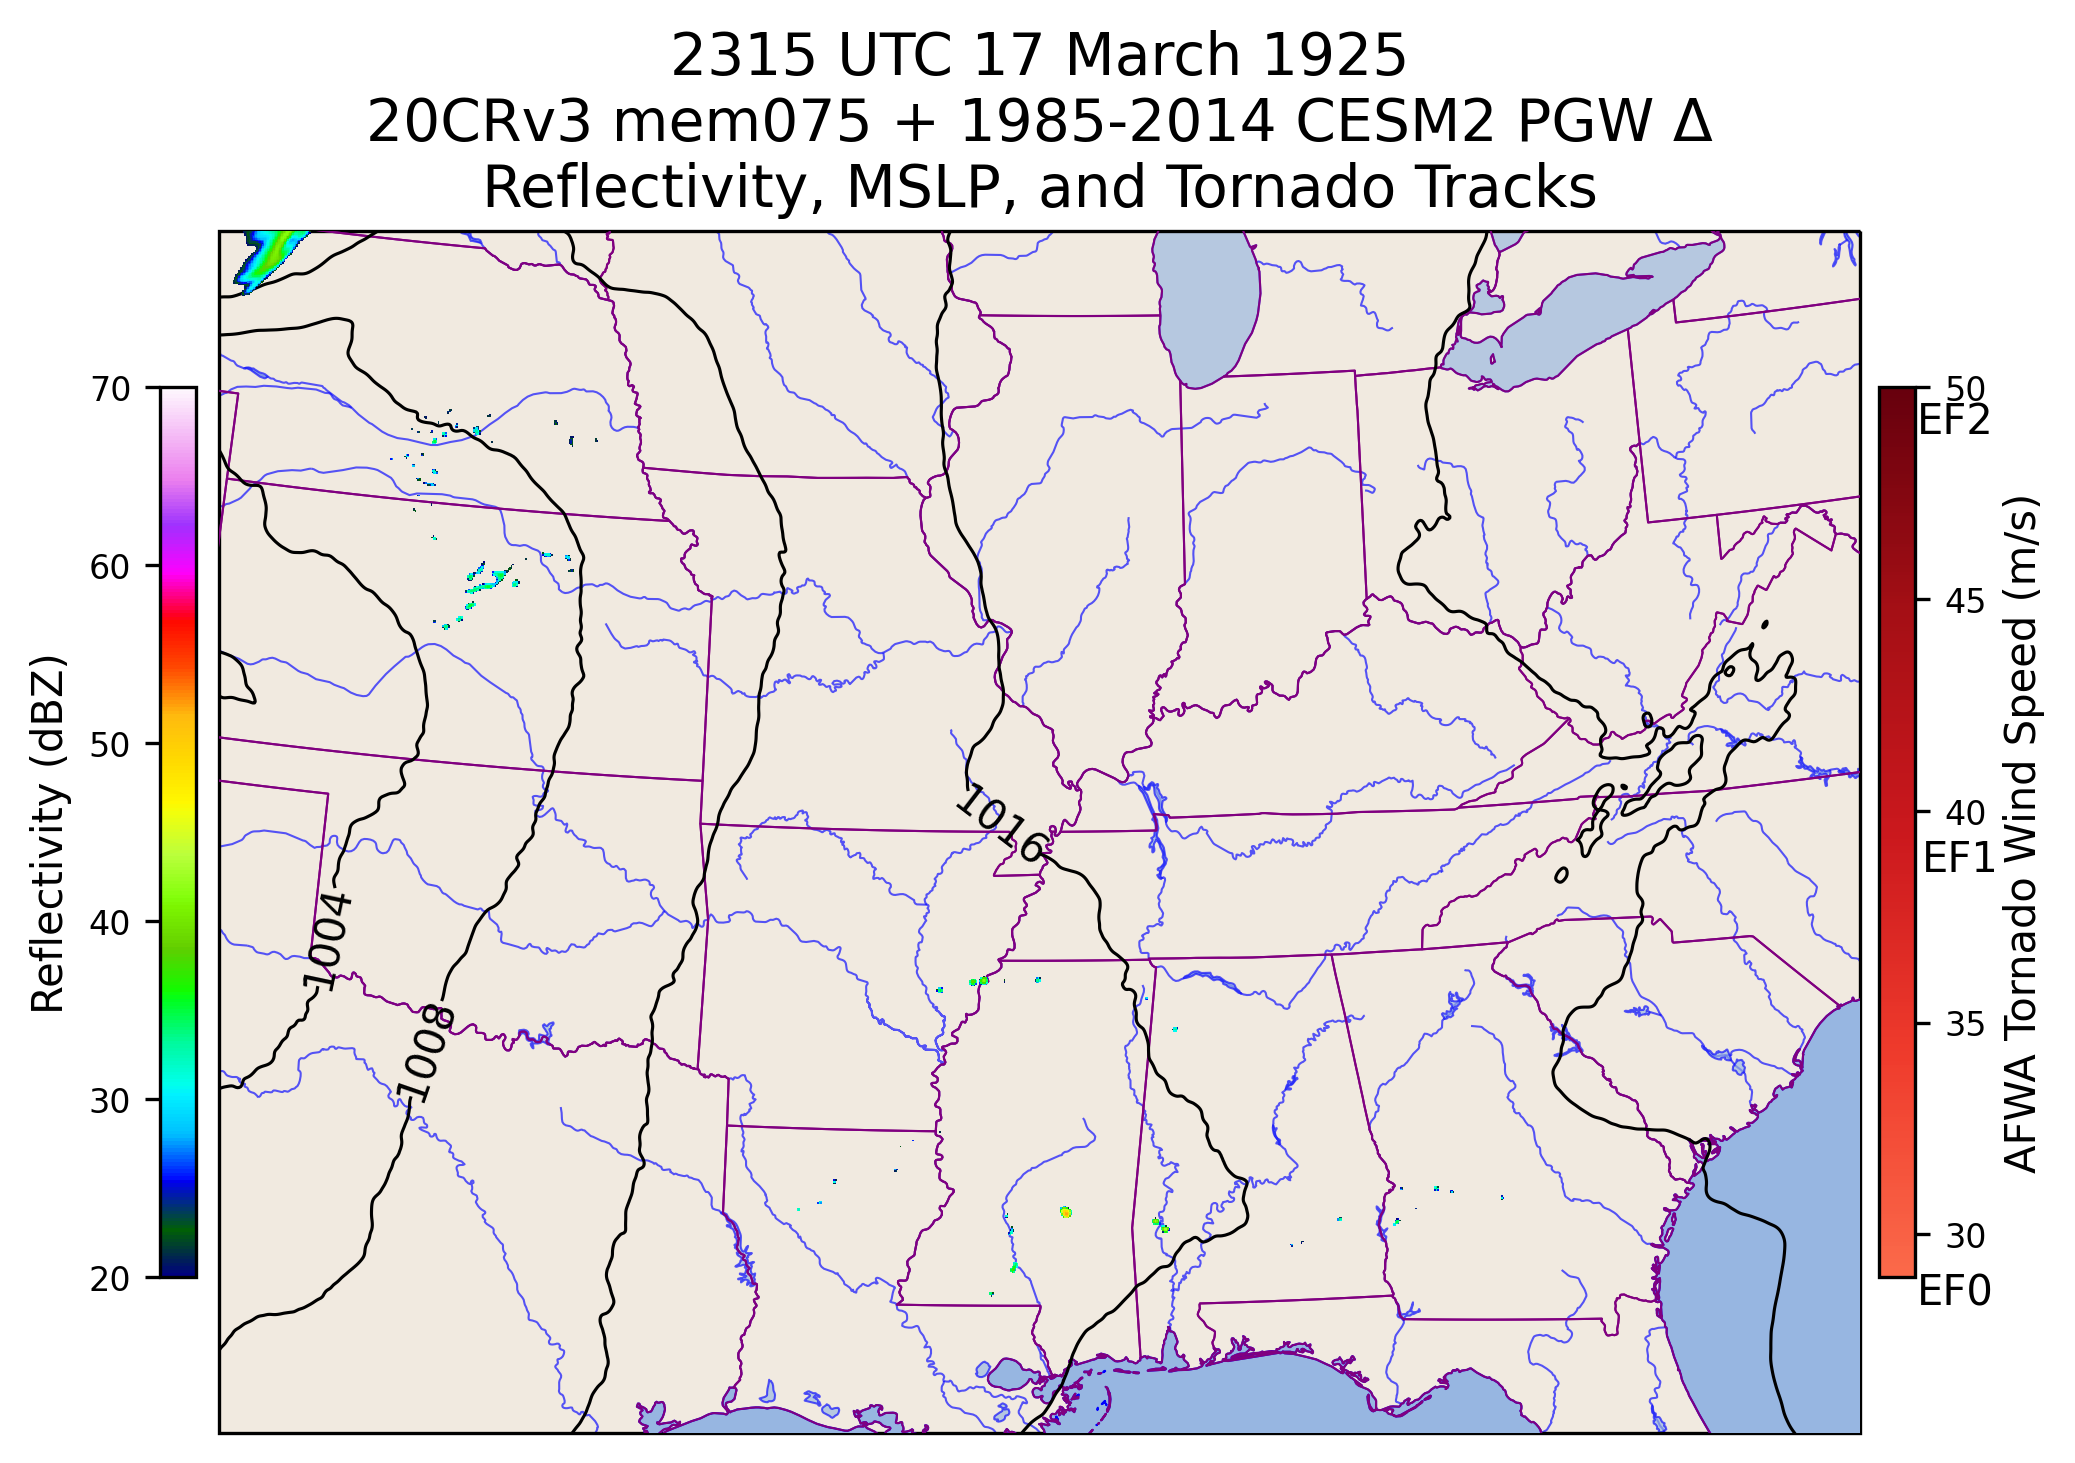 2315 UTC 17 March 1925
20CRv3 mem075 + 1985-2014 CESM2 PGW Δ
Reflectivity, MSLP, and Tornado Tracks
70
60
50
40
30
20
Reflectivity (dBZ)
1016
1004
1008
50
EF2
45
40
EF1
35
30
EF0
AFWA Tornado Wind Speed (m/s)